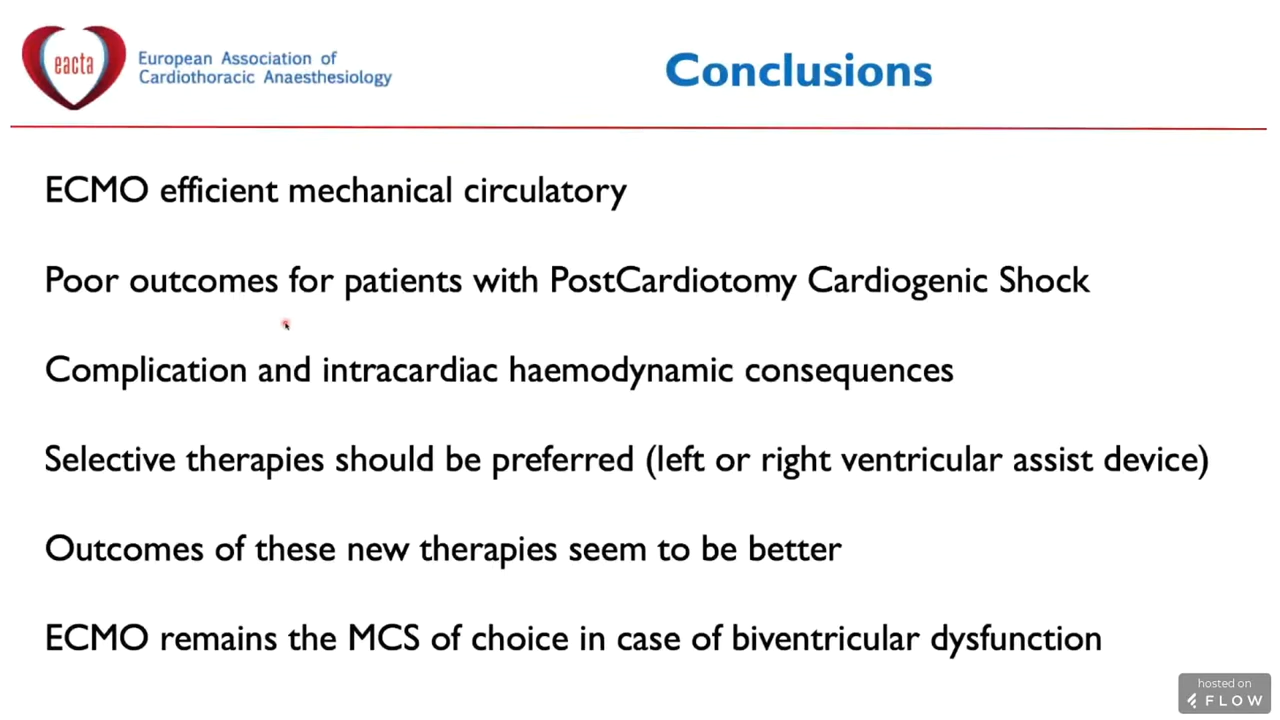 eacta
European Association of
Cardiothoracic Anaesthesiology
Conclusions
ECMO efficient mechanical circulatory
Poor outcomes for patients with PostCardiotomy Cardiogenic Shock
Complication and intracardiac haemodynamic consequences
Selective therapies should be preferred (left or right ventricular assist device)
Outcomes of these new therapies seem to be better
ECMO remains the MCS of choice in case of biventricular dysfunction
hosted on
FLOW